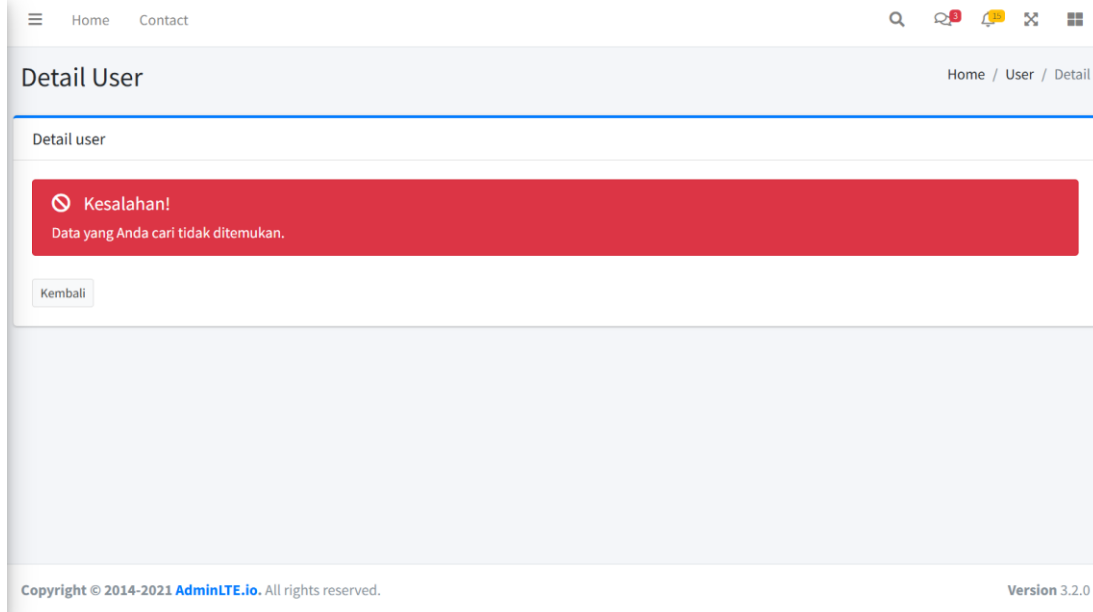 Home Contact 3 15
Detail User Home / User / Detail
Detail user
Kesalahan!
Data yang Anda cari tidak ditemukan.
Kembali
Copyright © 2014-2021 AdminLTE.io. All rights reserved. Version 3.2.0